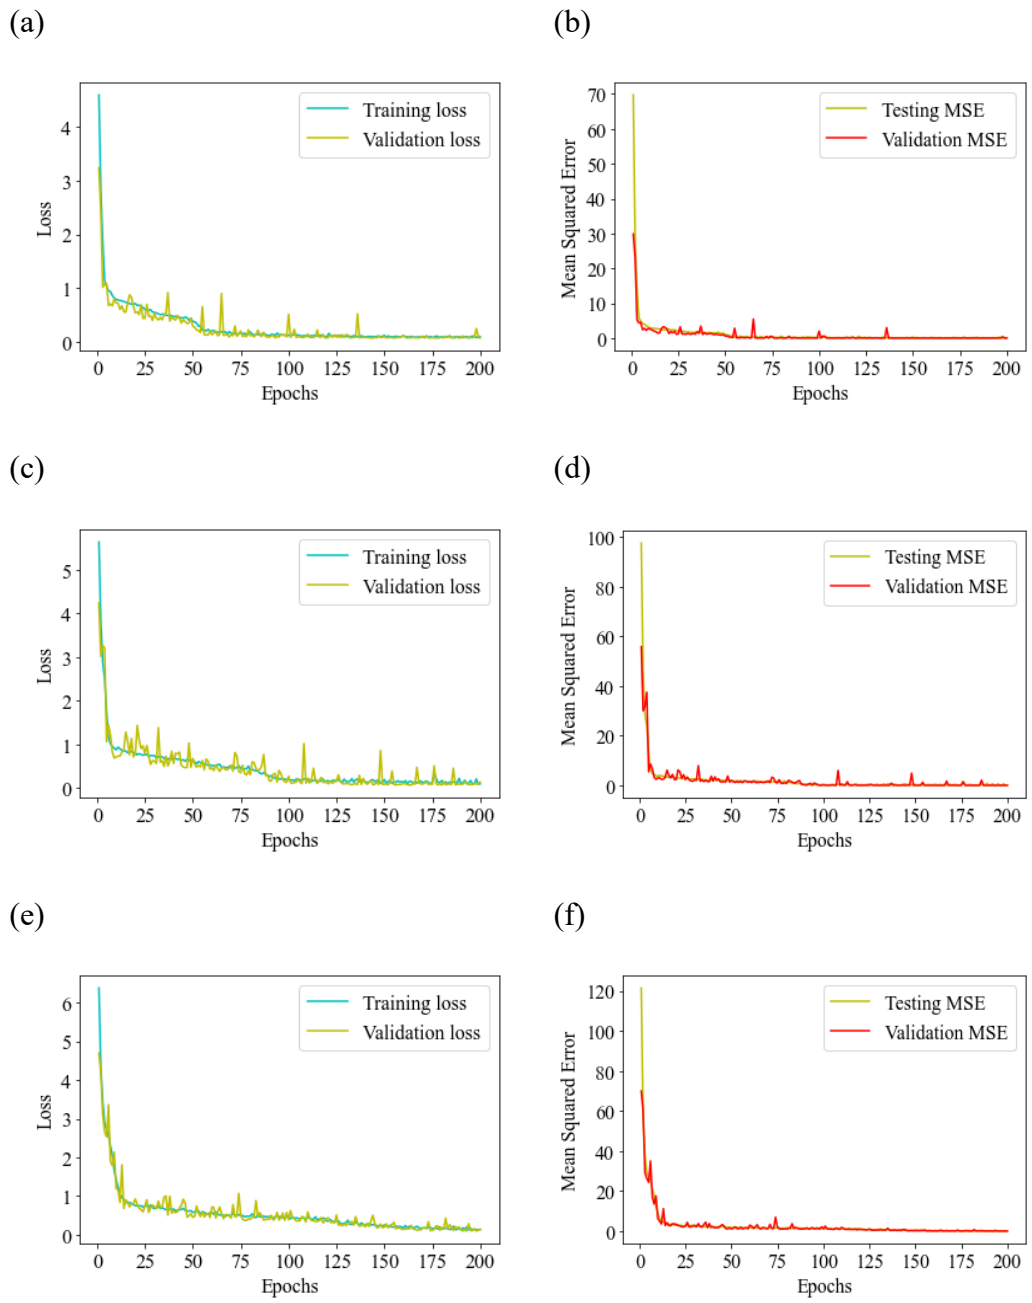 (a)
(b)
Training loss
Validation loss
4
3
2
1
0
Loss
0 25 50 75 100 125 150 175 200
Epochs
Testing MSE
Validation MSE
70
60
50
40
30
20
10
0
Mean Squared Error
0 25 50 75 100 125 150 175 200
Epochs
(c)
(d)
Training loss
Validation loss
5
4
3
2
1
0
Loss
0 25 50 75 100 125 150 175 200
Epochs
Testing MSE
Validation MSE
100
80
60
40
20
0
Mean Squared Error
0 25 50 75 100 125 150 175 200
Epochs
(e)
(f)
Training loss
Validation loss
6
5
4
3
2
1
0
Loss
0 25 50 75 100 125 150 175 200
Epochs
Testing MSE
Validation MSE
120
100
80
60
40
20
0
Mean Squared Error
0 25 50 75 100 125 150 175 200
Epochs